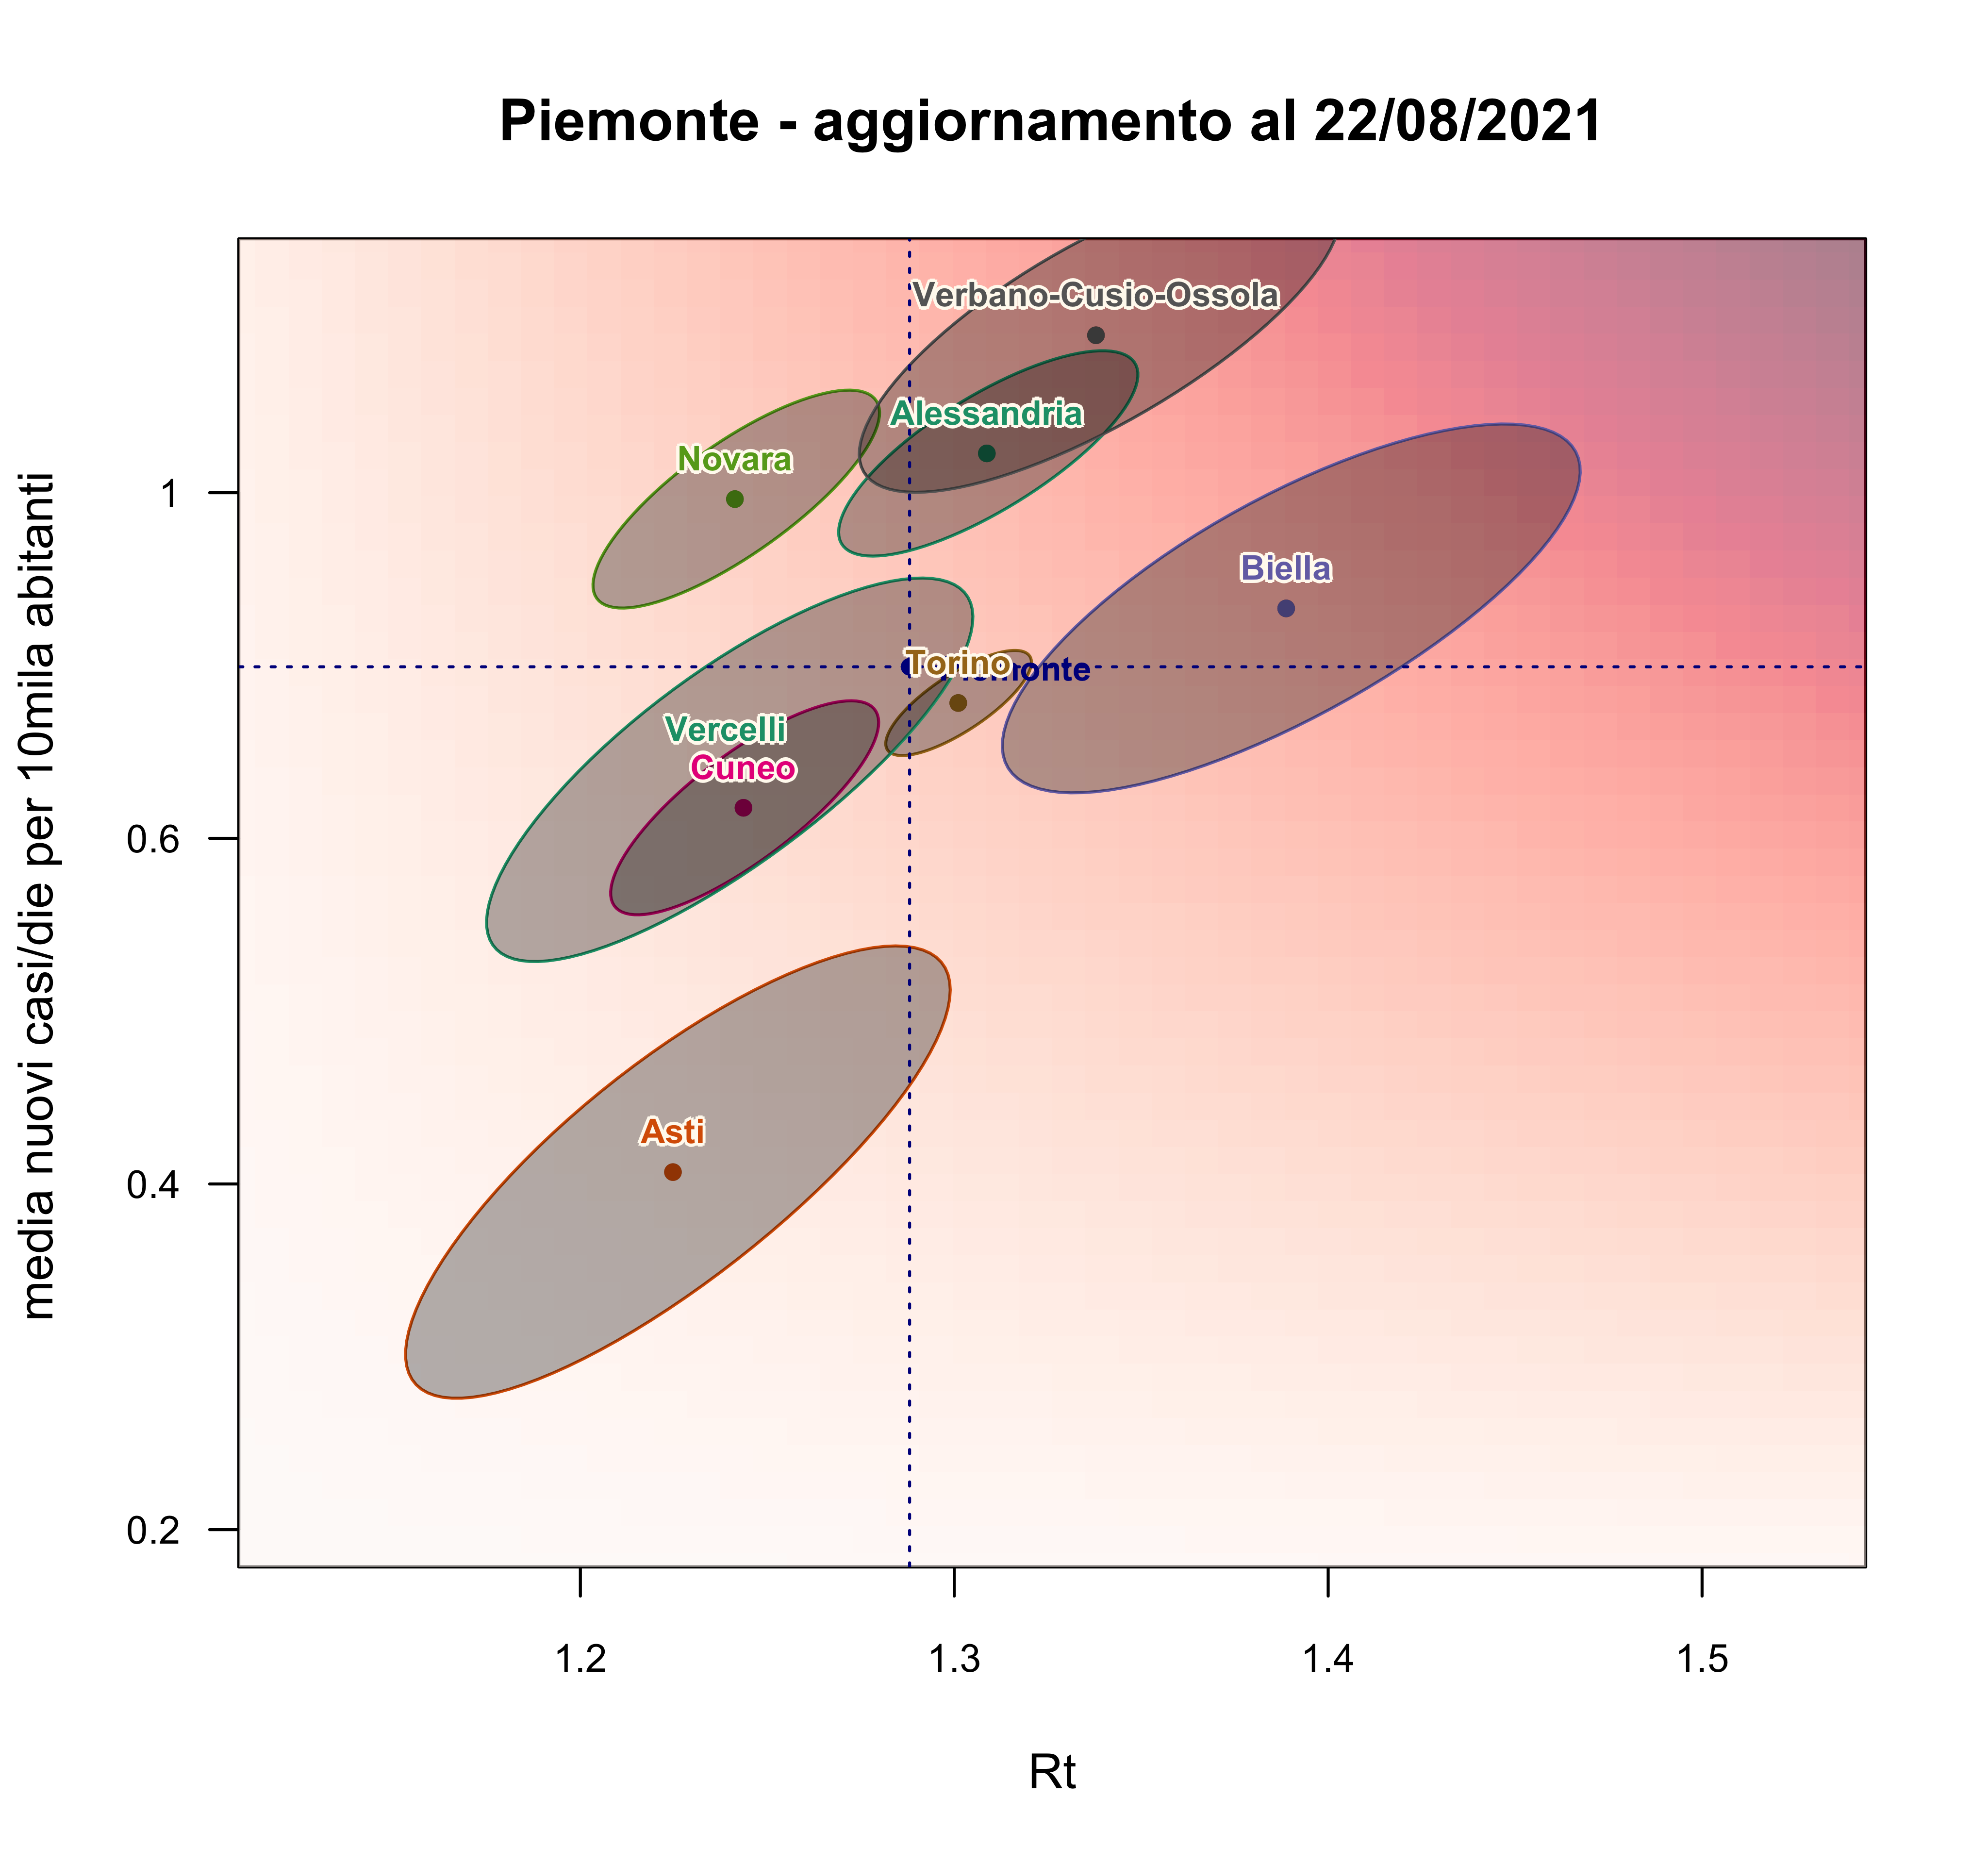 Piemonte - aggiornamento al 22/08/2021
media nuovi casi/die per 10mila abitanti
1
0.6
0.4
0.2
Verbano-Cusio-Ossola
Alessandria
Novara
Biella
Torino
Vercelli
Cuneo
Asti
1.2
1.3
1.4
1.5
Rt